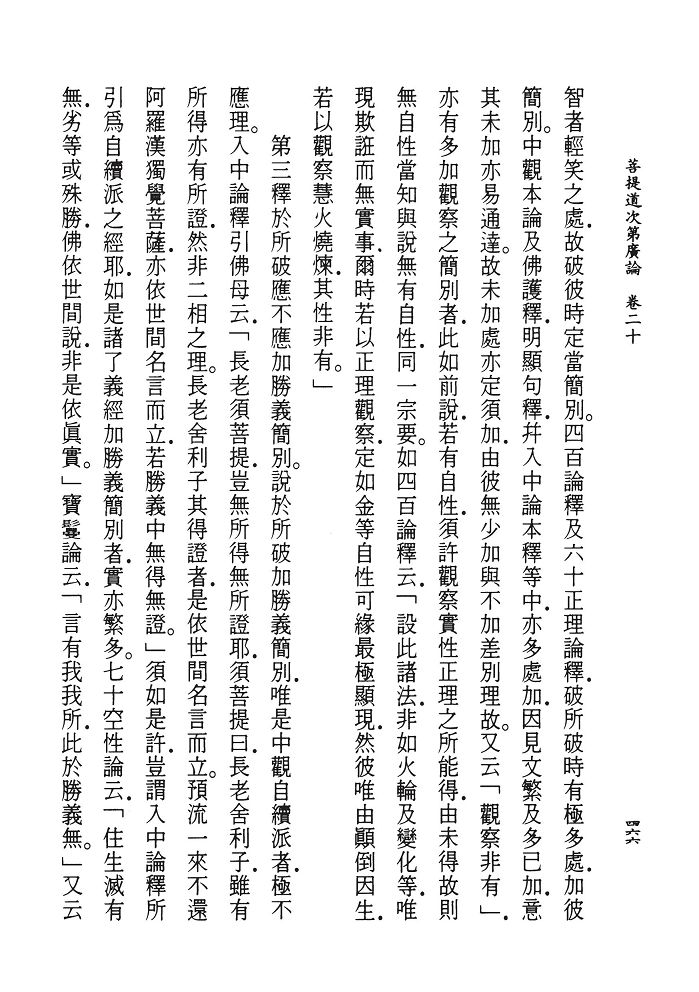 菩提道次第廣論　卷二十
四六六
智者輕笑之處．故破彼時定當簡別。四百論釋及六十正理論釋．破所破時有極多處．加彼
簡別。中觀本論及佛護釋．明顯句釋．幷入中論本釋等中．亦多處加．因見文繁及多已加．意
其未加亦易通達。故未加處亦定須加．由彼無少加與不加差別理故。又云「觀察非有」．
亦有多加觀察之簡別者．此如前說．若有自性．須許觀察實性正理之所能得．由未得故則
無自性當知與說無有自性．同一宗要。如四百論釋云「設此諸法．非如火輪及變化等．唯
現欺誑而無實事．爾時若以正理觀察．定如金等自性可緣最極顯現．然彼唯由顚倒因生．
若以觀察慧火燒煉．其性非有。」
第三釋於所破應不應加勝義簡別。說於所破加勝義簡別．唯是中觀自續派者．極不
應理。入中論釋引佛母云．「長老須菩提．豈無所得無所證耶．須菩提曰．長老舍利子．雖有
所得亦有所證．然非二相之理。長老舍利子其得證者．是依世間名言而立。預流一來不還
阿羅漢獨覺菩薩．亦依世間名言而立．若勝義中無得無證。」須如是許．豈謂入中論釋所
引爲自續派之經耶．如是諸了義經加勝義簡別者．實亦繁多。七十空性論云．「住生滅有
無．劣等或殊勝．佛依世間說．非是依眞實。」寶鬘論云．「言有我我所．此於勝義無。」又云